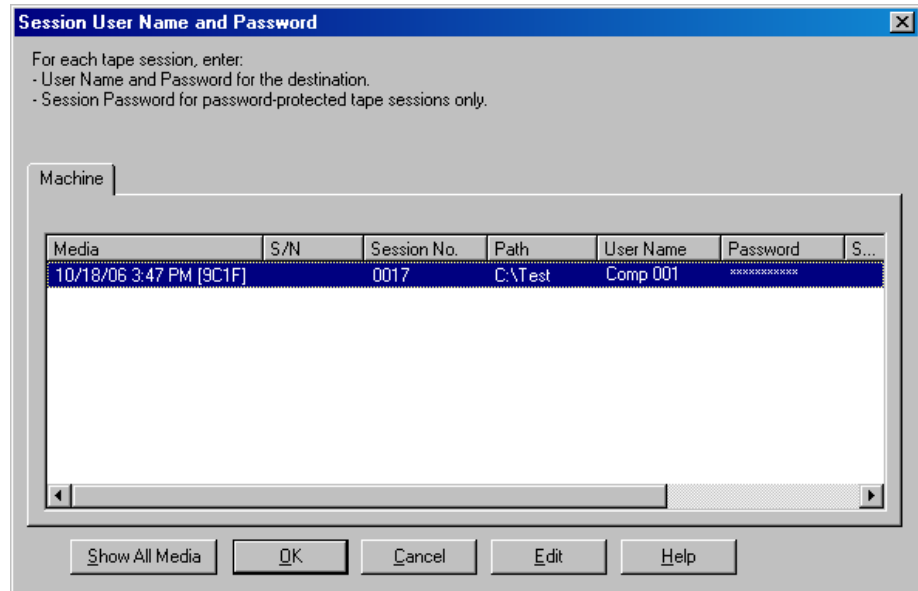 Session User Name and Password
For each tape session, enter:
- User Name and Password for the destination.
- Session Password for password-protected tape sessions only.
Machine
Media S/N Session No. Path User Name Password S...
10/18/06 3:47 PM [9C1F] 0017 C:\Test Comp 001 ***********
Show All Media OK Cancel Edit Help